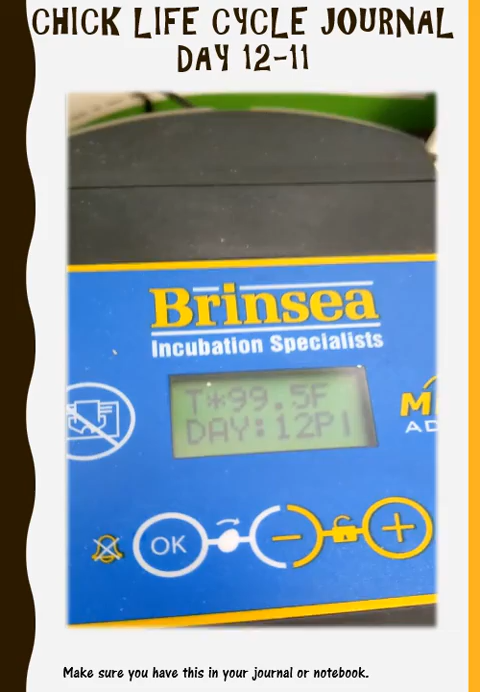 CHICK LIFE CYCLE JOURNAL
DAY 12-11
Brinsea
Incubation Specialists
T*99.5F
DAY:12P1
OK
Make sure you have this in your journal or notebook.